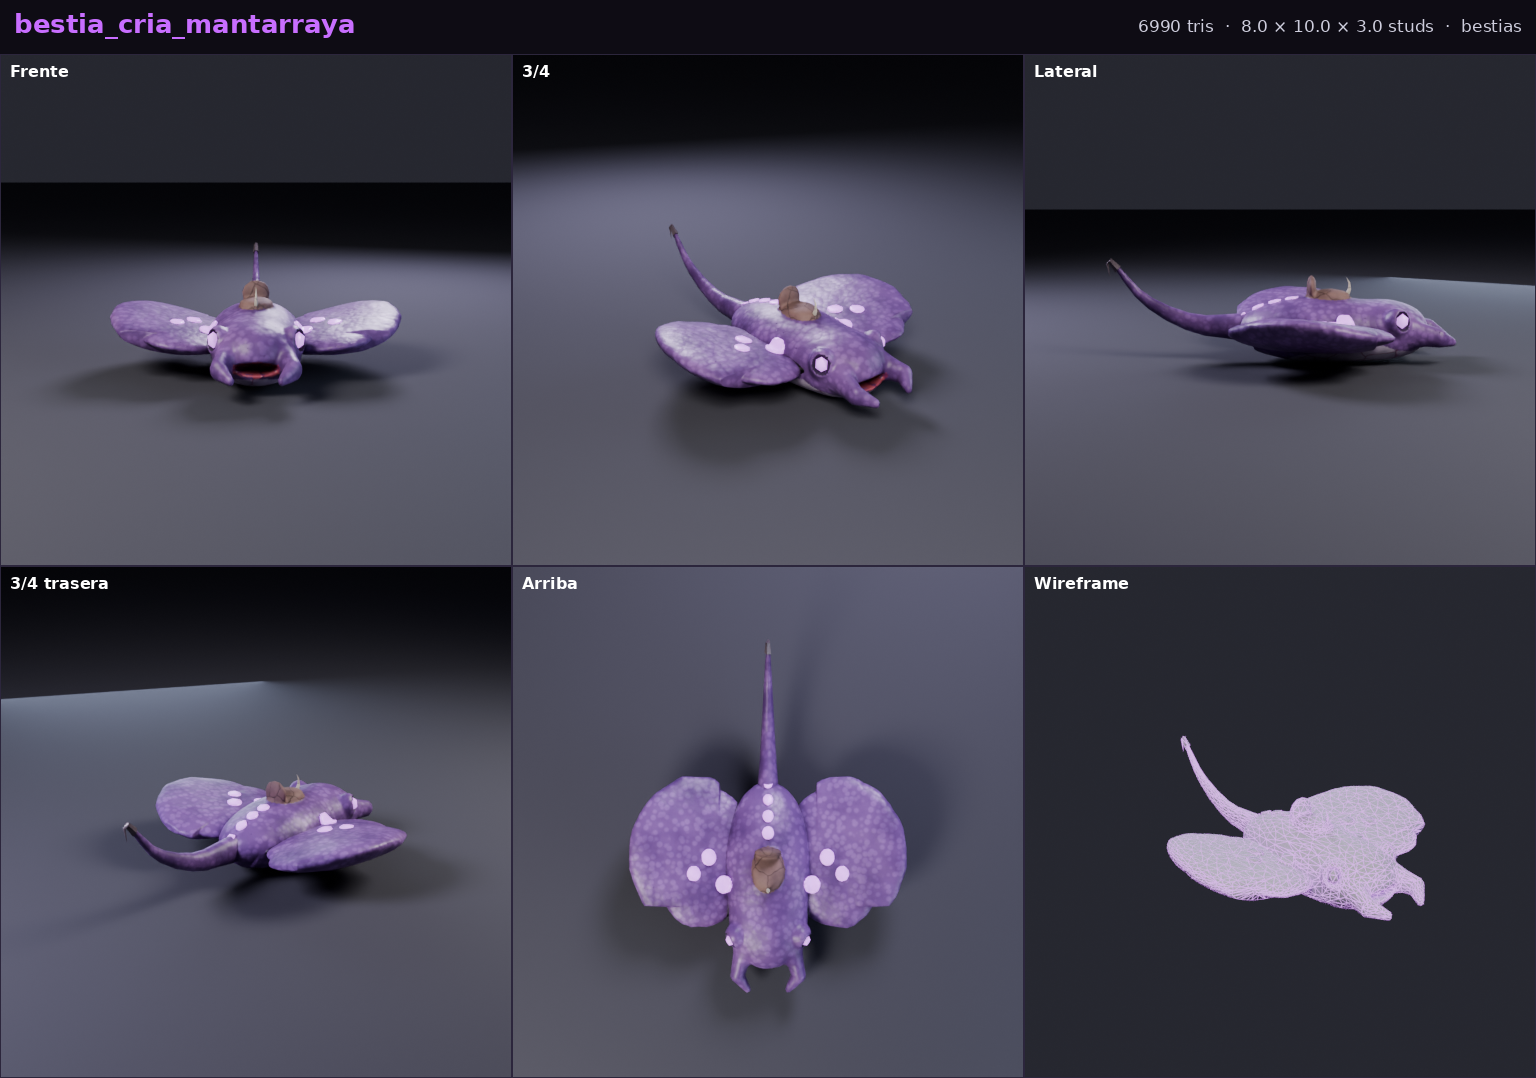 bestia_cria_mantarraya
6990 tris · 8.0 × 10.0 × 3.0 studs · bestias
Frente
3/4
Lateral
3/4 trasera
Arriba
Wireframe